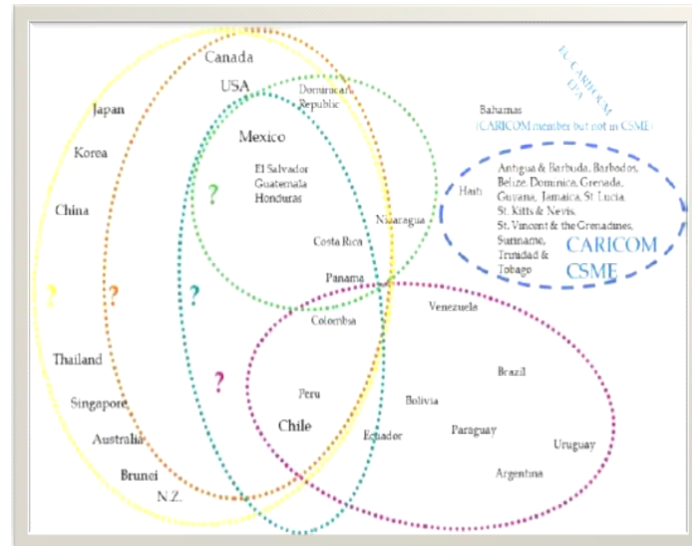 Canada
USA
Dominican
Republic
Japan
Mexico
Korea
El Salvador
Guatemala
Honduras
?
China
Nicaragua
Costa Rica
Panama
?
?
?
Colombia
Thailand
?
Singapore
Peru
Chile
Australia
Ecuador
Brunei
N.Z.
Venezuela
Brazil
Bolivia
Paraguay
Uruguay
Argentina
EU CARIFOUM
EPA
Bahamas
(CARICOM member but not in CSME)
Haiti
Antigua & Barbuda, Barbados,
Belize, Dominica, Grenada,
Guyana, Jamaica, St. Lucia,
St. Kitts & Nevis,
St. Vincent & the Grenadines,
Suriname,
Trinidad &
Tobago
CARICOM
CSME